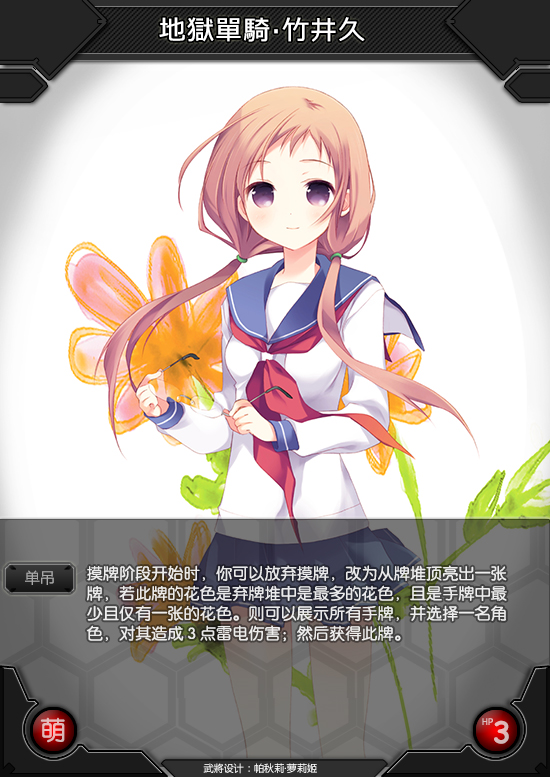 地獄單騎·竹井久
单吊
摸牌阶段开始时，你可以放弃摸牌，改为从牌堆顶亮出一张
牌，若此牌的花色是弃牌堆中是最多的花色，且是手牌中最
少且仅有一张的花色。则可以展示所有手牌，并选择一名角
色，对其造成 3 点雷电伤害；然后获得此牌。
萌
HP 3
武將设计：帕秋莉·萝莉姬